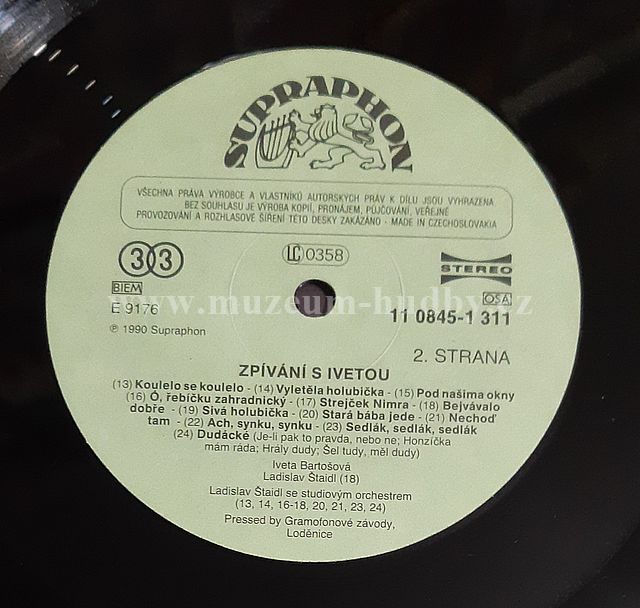 SUPRAPHON
VŠECHNA PRÁVA VÝROBCE A VLASTNÍKŮ AUTORSKÝCH PRÁV K DÍLU JSOU VYHRAZENA
BEZ SOUHLASU JE VÝROBA KOPIÍ, PRONÁJEM, PŮJČOVÁNÍ, VEŘEJNÉ
PROVOZOVÁNÍ A ROZHLASOVÉ ŠÍŘENÍ TÉTO DESKY ZAKÁZÁNO - MADE IN CZECHOSLOVAKIA
33
LC 0358
STEREO
BIEM
OSA
www.muzeum-hudby.cz
E 9176
11 0845-1 311
℗ 1990 Supraphon
2. STRANA
ZPÍVÁNÍ S IVETOU
(13) Koulelo se koulelo - (14) Vyletěla holubička - (15) Pod našima okny
(16) Ó, řebíčku zahradnický - (17) Strejček Nimra - (18) Bejvávalo
dobře - (19) Sivá holubička - (20) Stará bába jede - (21) Nechoď
tam - (22) Ach, synku, synku - (23) Sedlák, sedlák, sedlák
(24) Dudácké (Je-li pak to pravda, nebo ne; Honzíčka
mám ráda; Hrály dudy; Šel tudy, měl dudy)
Iveta Bartošová
Ladislav Štaidl (18)
Ladislav Štaidl se studiovým orchestrem
(13, 14, 16-18, 20, 21, 23, 24)
Pressed by Gramofonové závody,
Loděnice